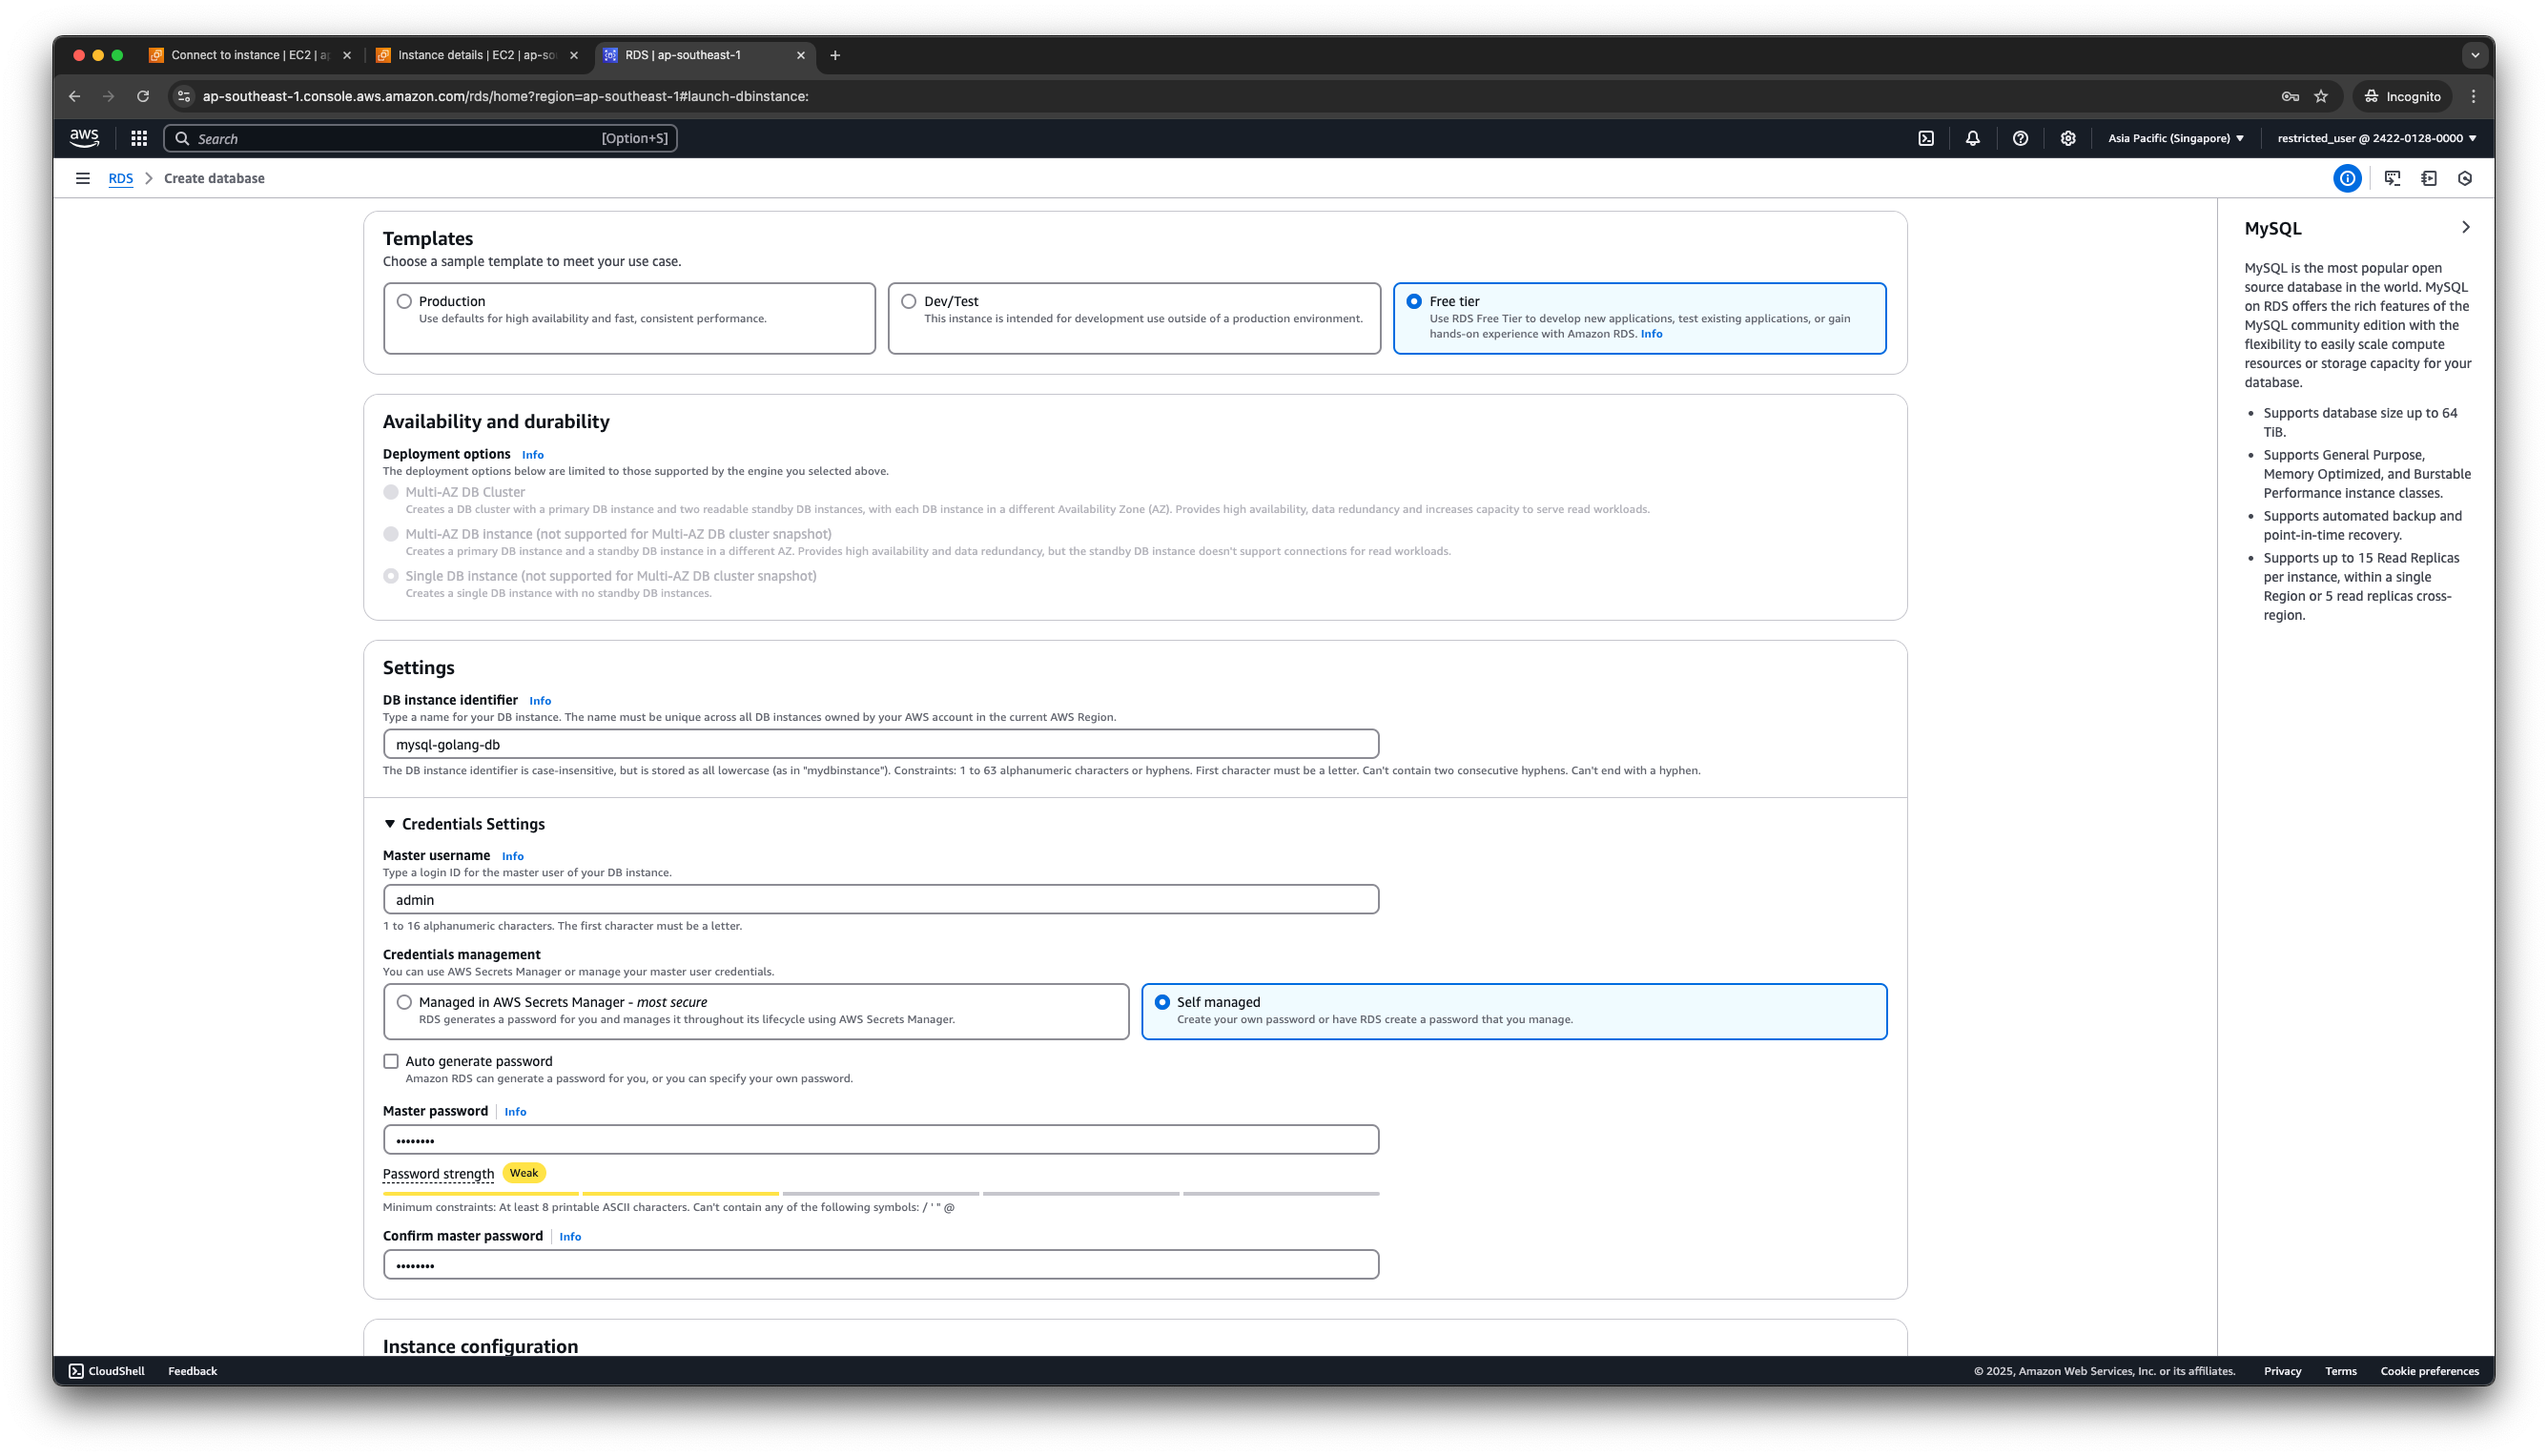 Connect to instance | EC2 | ap
Instance details | EC2 | ap-so
RDS | ap-southeast-1
ap-southeast-1.console.aws.amazon.com/rds/home?region=ap-southeast-1#launch-dbinstance:
Incognito
aws
Search
[Option+S]
Asia Pacific (Singapore)
restricted_user @ 2422-0128-0000
RDS
Create database
Templates
Choose a sample template to meet your use case.
Production
Use defaults for high availability and fast, consistent performance.
Dev/Test
This instance is intended for development use outside of a production environment.
Free tier
Use RDS Free Tier to develop new applications, test existing applications, or gain
hands-on experience with Amazon RDS. Info
Availability and durability
Deployment options Info
The deployment options below are limited to those supported by the engine you selected above.
Multi-AZ DB Cluster
Creates a DB cluster with a primary DB instance and two readable standby DB instances, with each DB instance in a different Availability Zone (AZ). Provides high availability, data redundancy and increases capacity to serve read workloads.
Multi-AZ DB instance (not supported for Multi-AZ DB cluster snapshot)
Creates a primary DB instance and a standby DB instance in a different AZ. Provides high availability and data redundancy, but the standby DB instance doesn't support connections for read workloads.
Single DB instance (not supported for Multi-AZ DB cluster snapshot)
Creates a single DB instance with no standby DB instances.
Settings
DB instance identifier Info
Type a name for your DB instance. The name must be unique across all DB instances owned by your AWS account in the current AWS Region.
mysql-golang-db
The DB instance identifier is case-insensitive, but is stored as all lowercase (as in "mydbinstance"). Constraints: 1 to 63 alphanumeric characters or hyphens. First character must be a letter. Can't contain two consecutive hyphens. Can't end with a hyphen.
Credentials Settings
Master username Info
Type a login ID for the master user of your DB instance.
admin
1 to 16 alphanumeric characters. The first character must be a letter.
Credentials management
You can use AWS Secrets Manager or manage your master user credentials.
Managed in AWS Secrets Manager - most secure
RDS generates a password for you and manages it throughout its lifecycle using AWS Secrets Manager.
Self managed
Create your own password or have RDS create a password that you manage.
Auto generate password
Amazon RDS can generate a password for you, or you can specify your own password.
Master password Info
••••••••
Password strength Weak
Minimum constraints: At least 8 printable ASCII characters. Can't contain any of the following symbols: / ' " @
Confirm master password Info
••••••••
Instance configuration
MySQL
MySQL is the most popular open
source database in the world. MySQL
on RDS offers the rich features of the
MySQL community edition with the
flexibility to easily scale compute
resources or storage capacity for your
database.
• Supports database size up to 64
TiB.
• Supports General Purpose,
Memory Optimized, and Burstable
Performance instance classes.
• Supports automated backup and
point-in-time recovery.
• Supports up to 15 Read Replicas
per instance, within a single
Region or 5 read replicas cross-
region.
CloudShell
Feedback
© 2025, Amazon Web Services, Inc. or its affiliates.
Privacy
Terms
Cookie preferences